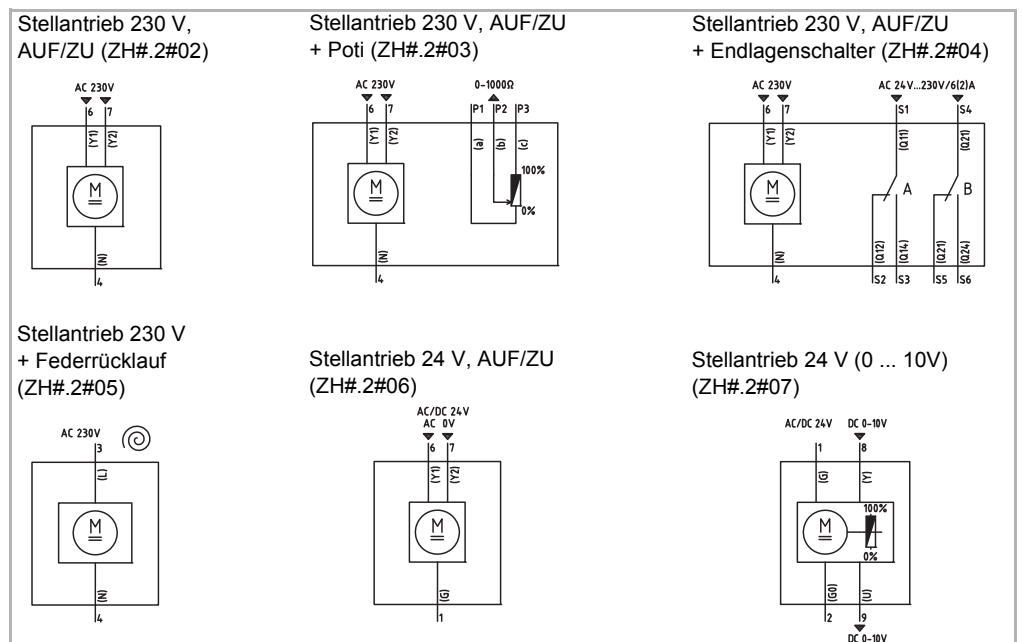 Stellantrieb 230 V,
AUF/ZU (ZH#.2#02)
AC 230V
6 7
(Y1) (Y2)
M
(N)
4
Stellantrieb 230 V, AUF/ZU
+ Poti (ZH#.2#03)
AC 230V 0-1000Ω
6 7 P1 P2 P3
(Y1) (Y2) (a) (b) (c)
100%
M
0%
(N)
4
Stellantrieb 230 V, AUF/ZU
+ Endlagenschalter (ZH#.2#04)
AC 230V AC 24V...230V/6(2)A
6 7 S1 S4
(Y1) (Y2) (Q11) (Q21)
M A B
(N) (Q12) (Q14) (Q21) (Q24)
4 S2 S3 S5 S6
Stellantrieb 230 V
+ Federrücklauf
(ZH#.2#05)
AC 230V
3
(L)
M
(N)
4
Stellantrieb 24 V, AUF/ZU
(ZH#.2#06)
AC/DC 24V
AC 0V
6 7
(Y1) (Y2)
M
(G)
1
Stellantrieb 24 V (0 ... 10V)
(ZH#.2#07)
AC/DC 24V DC 0-10V
1 8
(G) (Y)
100%
M
0%
(G0) (U)
2 9
DC 0-10V